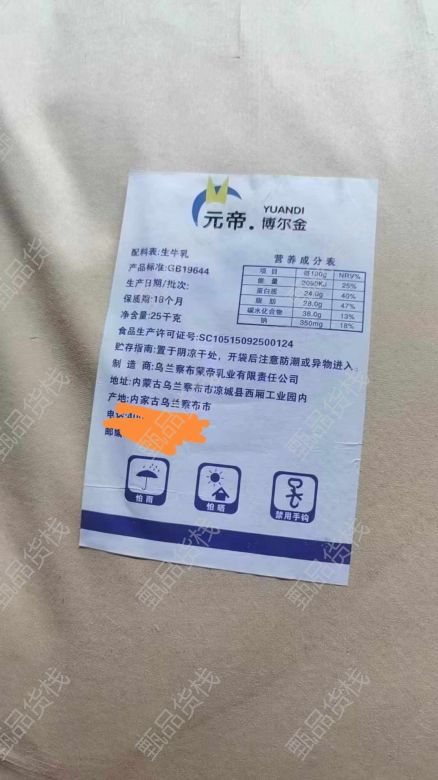 YUANDI
元帝.博尔金
配料表:生牛乳
产品标准:GB19644
生产日期/批次:
保质期:18个月
净含量:25千克
营养成分表
项目 每100g NRV%
能量 2090KJ 25%
蛋白质 24.0g 40%
脂肪 28.0g 47%
碳水化合物 38.0g 13%
钠 350mg 18%
食品生产许可证号:SC10515092500124
贮存指南:置于阴凉干处,开袋后注意防潮或异物进入
制造商:乌兰察布蒙帝乳业有限责任公司
地址:内蒙古乌兰察布市凉城县西厢工业园内
产地:内家古乌兰察布市市
怕雨
怕晒
禁用手钩
甄品货栈